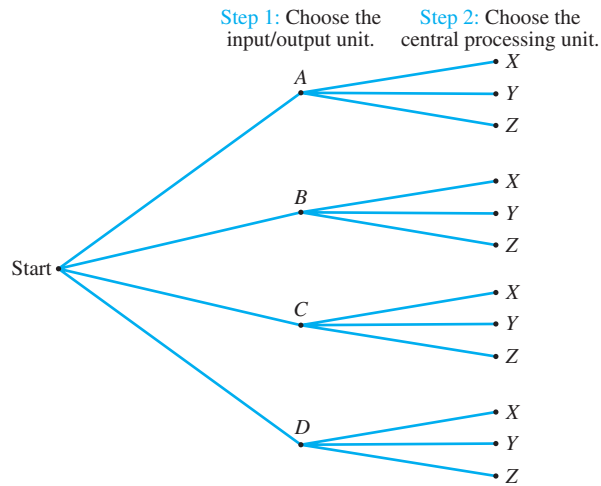 Step 1: Choose the
input/output unit.
Step 2: Choose the
central processing unit.
A
X
Y
Z
B
X
Y
Z
Start
C
X
Y
Z
D
X
Y
Z